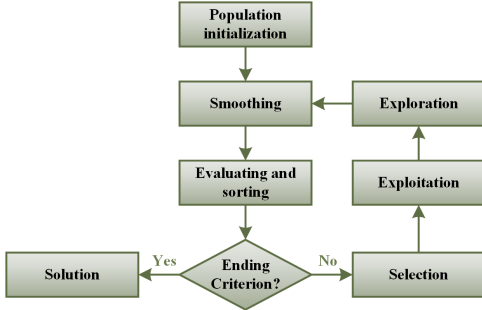 Population
initialization
Smoothing
Exploration
Evaluating and
sorting
Exploitation
Yes
No
Solution
Ending
Criterion?
Selection